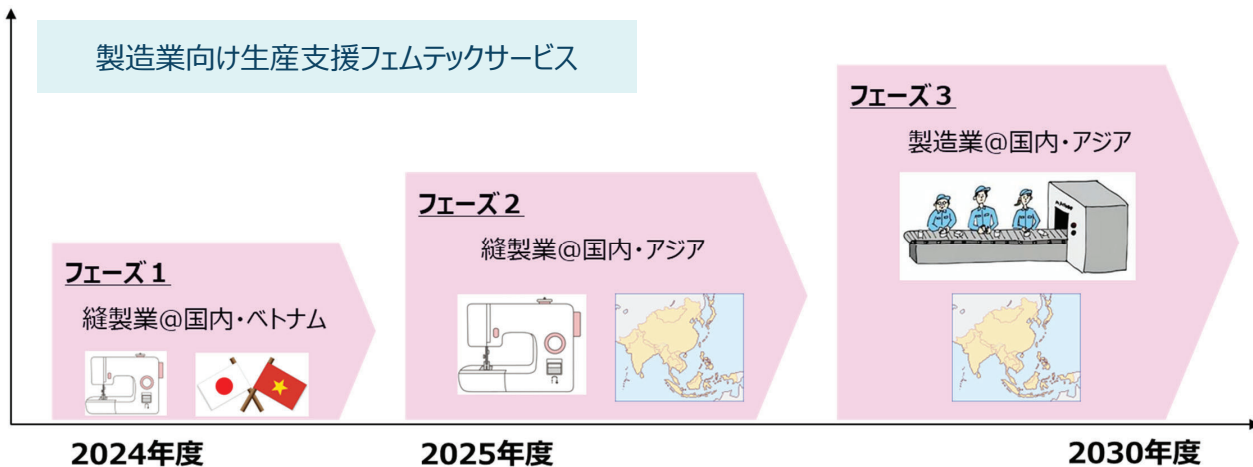 製造業向け生産支援フェムテックサービス
フェーズ1
縫製業@国内・ベトナム
フェーズ2
縫製業@国内・アジア
フェーズ3
製造業@国内・アジア
2024年度
2025年度
2030年度